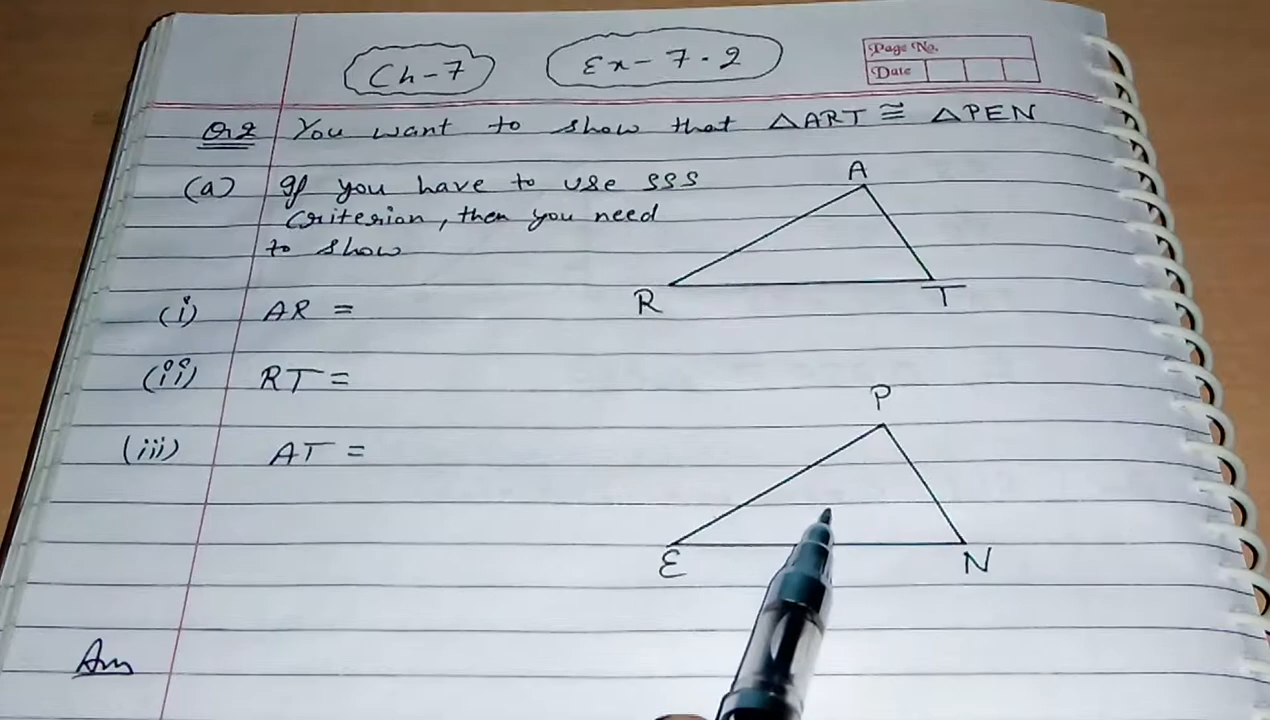 Ch-7
Ex-7.2
Page No.
Date
Qr2 You want to show that △ART ≅ △PEN
(a) If you have to use SSS
criterion, then you need
to show
A
R
T
(i) AR =
(ii) RT =
(iii) AT =
P
E
N
Ans